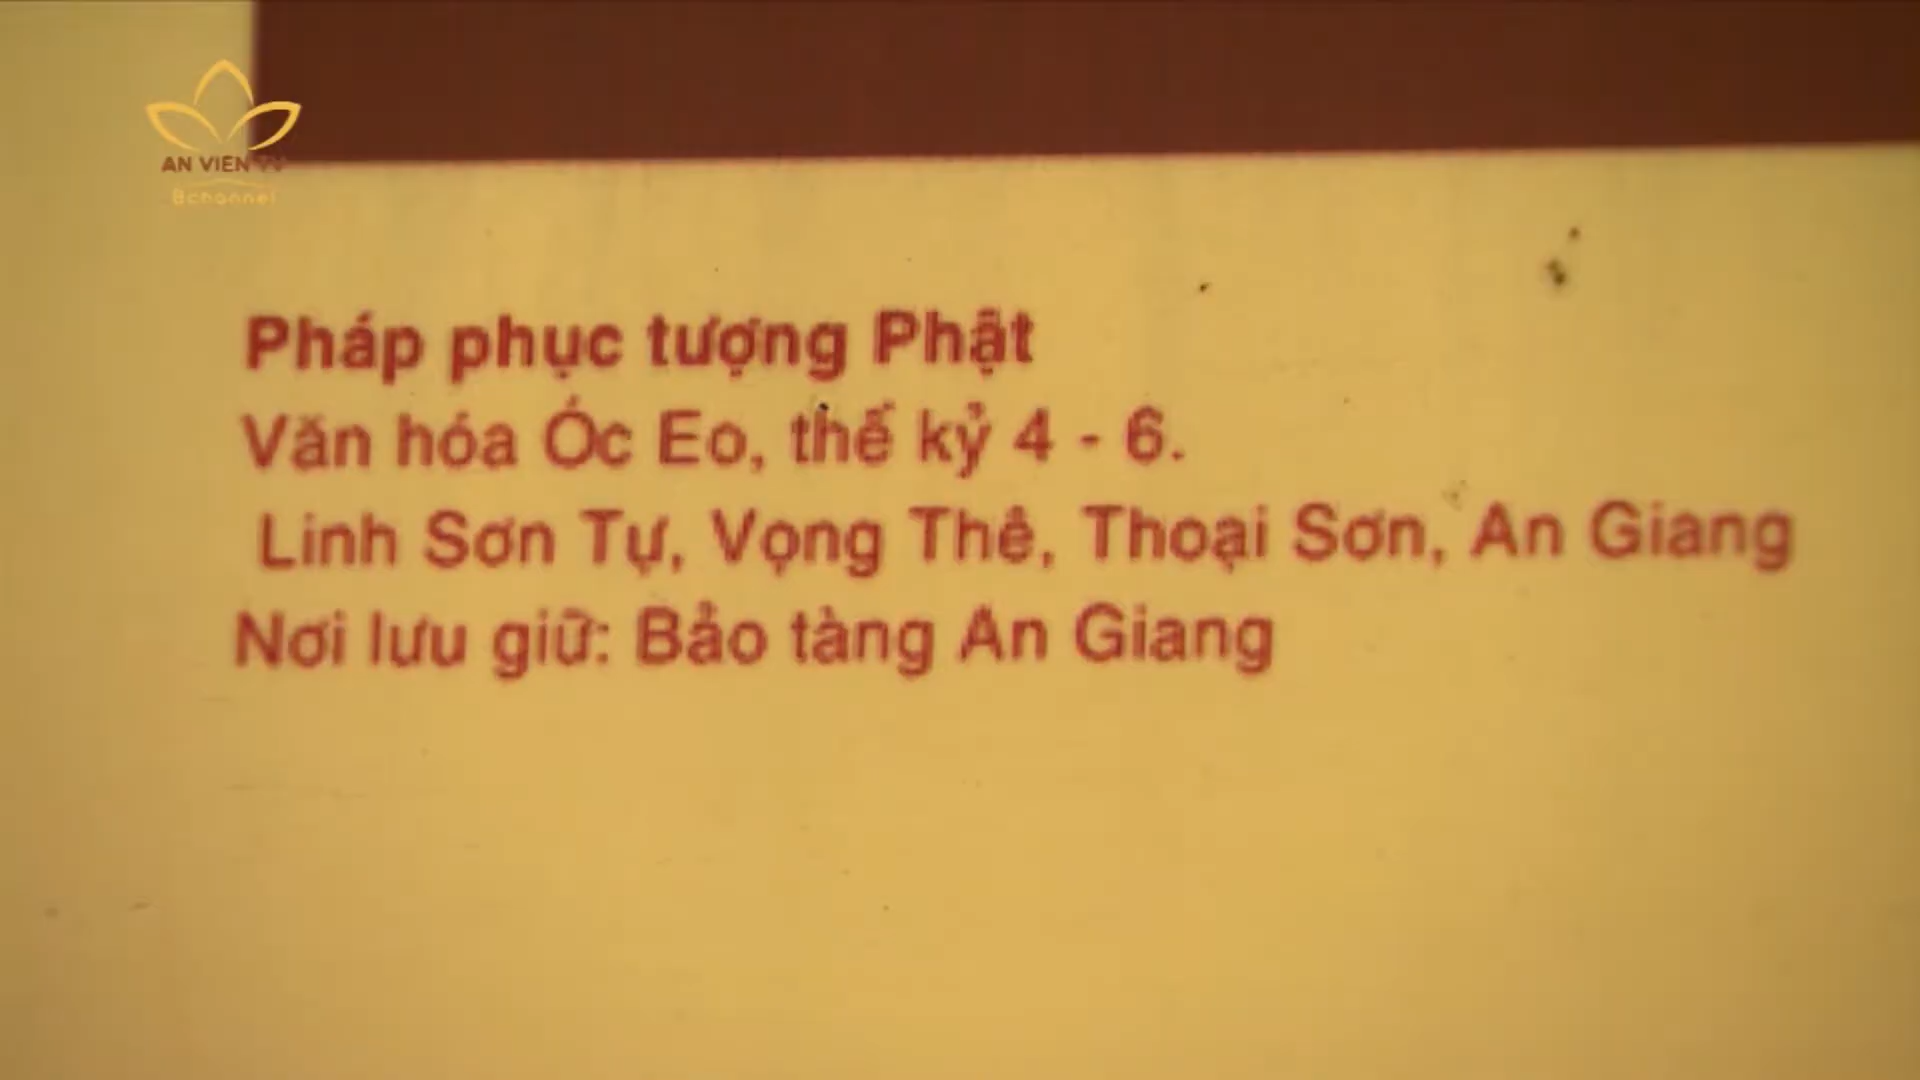 AN VIEN TV
Bchannel
Pháp phục tượng Phật
Văn hóa Óc Eo, thế kỷ 4 - 6.
Linh Sơn Tự, Vọng Thê, Thoại Sơn, An Giang
Nơi lưu giữ: Bảo tàng An Giang